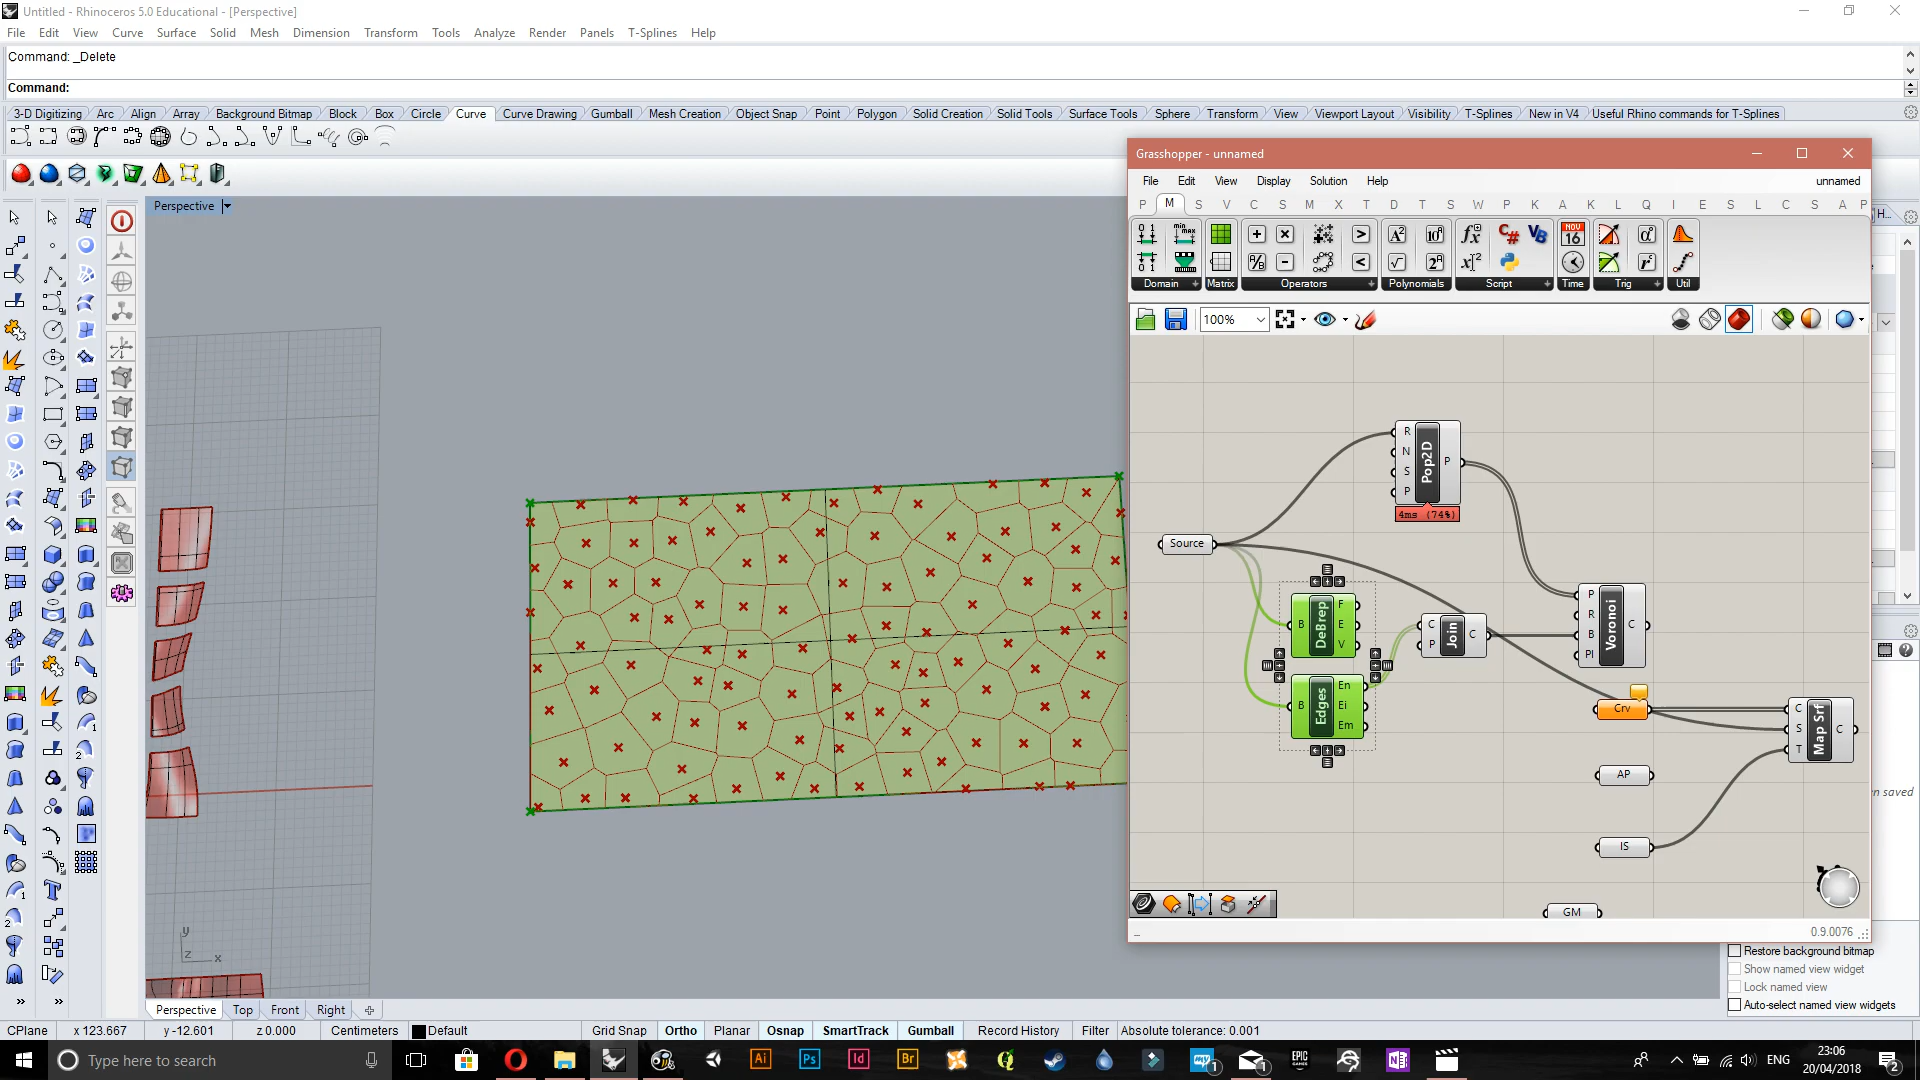 Untitled - Rhinoceros 5.0 Educational - [Perspective]
File Edit View Curve Surface Solid Mesh Dimension Transform Tools Analyze Render Panels T-Splines Help
Command: _Delete
Command:
3-D Digitizing Arc Align Array Background Bitmap Block Box Circle Curve Curve Drawing Gumball Mesh Creation Object Snap Point Polygon Solid Creation Solid Tools Surface Tools Sphere Transform View Viewport Layout Visibility T-Splines New in V4 Useful Rhino commands for T-Splines
Perspective
Grasshopper - unnamed
File Edit View Display Solution Help unnamed
P M S V C S M X T D T S W P K A K L Q I E S L C S A P
H...
Domain Matrix Operators Polynomials Script Time Trig Util
100%
R
N
S
P
Pop2D
P
4ms (74%)
Source
B
DeBrep
F
E
V
B
Edges
En
Ei
Em
C
P
Join
C
P
R
B
Pl
Voronoi
C
Crv
C
S
T
Map Srf
C
AP
IS
GM
n saved
0.9.0076
y
z x
Restore background bitmap
Show named view widget
Lock named view
Auto-select named view widgets
Perspective Top Front Right
CPlane x 123.667 y -12.601 z 0.000 Centimeters Default Grid Snap Ortho Planar Osnap SmartTrack Gumball Record History Filter Absolute tolerance: 0.001
Type here to search
Ai Ps Id Br
ENG
23:06
20/04/2018